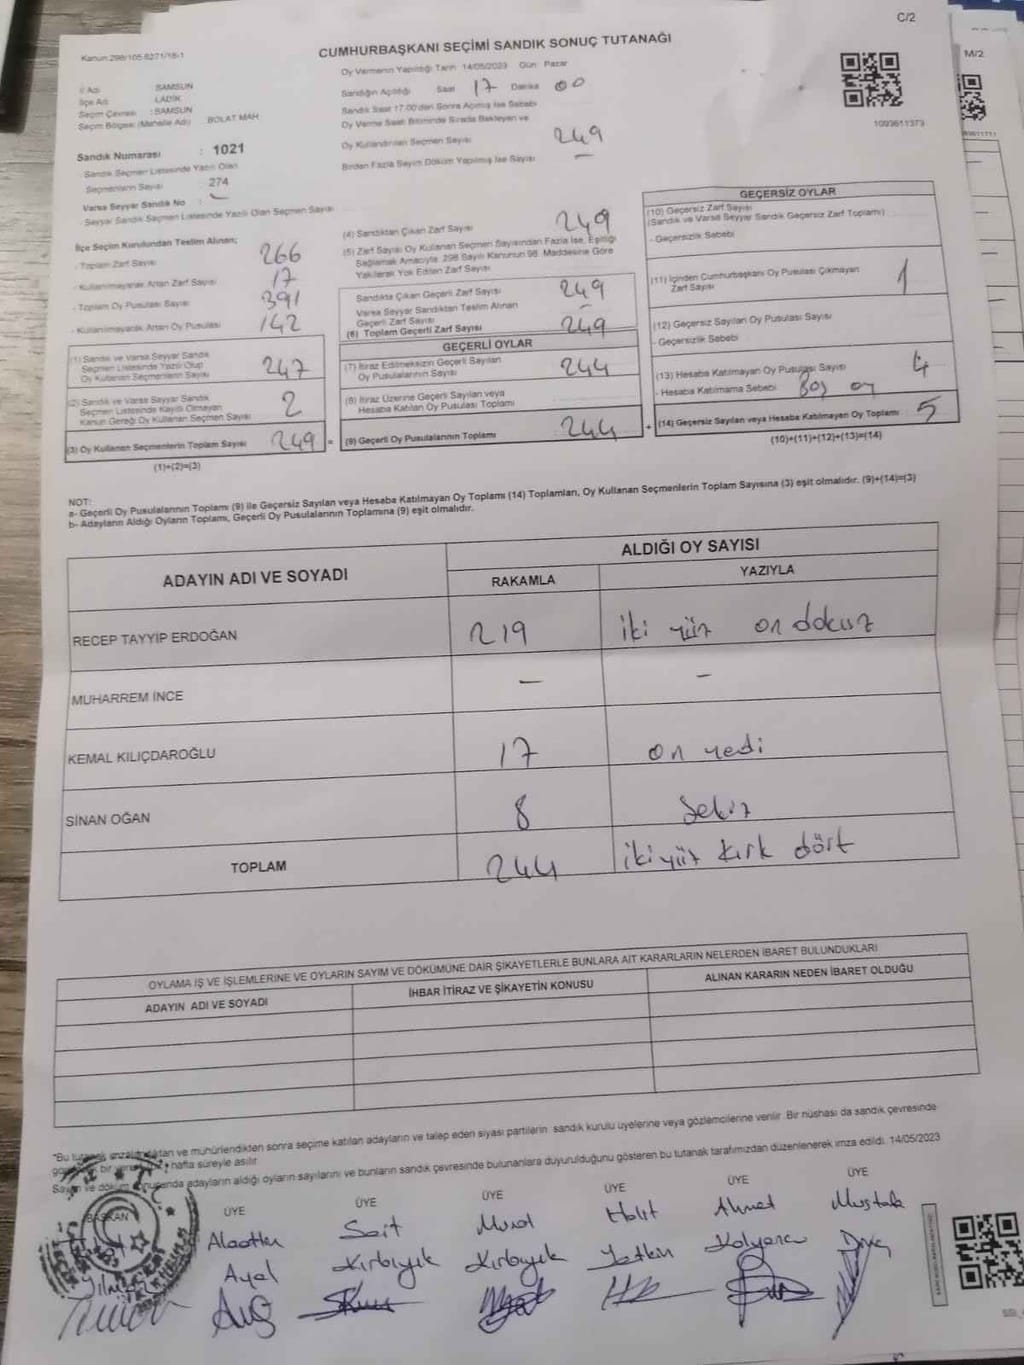 C/2
M/2
Kanun:298/105-6271/18-1
CUMHURBAŞKANI SEÇİMİ SANDIK SONUÇ TUTANAĞI
İl Adı SAMSUN
İlçe Adı LADİK
Seçim Çevresi : SAMSUN
Seçim Bölgesi (Mahalle Adı) BOLAT MAH
Sandık Numarası : 1021
Sandık Seçmen Listesinde Yazılı Olan
Seçmenlerin Sayısı 274
Varsa Seyyar Sandık No : -
Seyyar Sandık Seçmen Listesinde Yazılı Olan Seçmen Sayısı
Oy Vermenin Yapıldığı Tarih 14/05/2023 Gün Pazar
Sandığın Açıldığı Saat 17 Dakika 00
Sandık Saat 17.00'den Sonra Açılmış İse Sebebi
Oy Verme Saati Bitiminde Sırada Bekleyen ve
Oy Kullandırılan Seçmen Sayısı 249
Birden Fazla Sayım Döküm Yapılmış İse Sayısı -
1093611373
İlçe Seçim Kurulundan Teslim Alınan;
- Toplam Zarf Sayısı 266
- Kullanılmayarak Artan Zarf Sayısı 17
- Toplam Oy Pusulası Sayısı 391
- Kullanılmayarak Artan Oy Pusulası 142
(1) Sandık ve Varsa Seyyar Sandık
Seçmen Listesinde Yazılı Olup
Oy Kullanan Seçmenlerin Sayısı 247
(2) Sandık ve Varsa Seyyar Sandık
Seçmen Listesinde Kayıtlı Olmayan
Kanun Gereği Oy Kullanan Seçmen Sayısı 2
(3) Oy Kullanan Seçmenlerin Toplam Sayısı 249 =
(1)+(2)=(3)
(4) Sandıktan Çıkan Zarf Sayısı 249
(5) Zarf Sayısı Oy Kullanan Seçmen Sayısından Fazla İse, Eşitliği
Sağlamak Amacıyla 298 Sayılı Kanunun 98. Maddesine Göre
Yakılarak Yok Edilen Zarf Sayısı
Sandıkta Çıkan Geçerli Zarf Sayısı 249
Varsa Seyyar Sandıktan Teslim Alınan
Geçerli Zarf Sayısı -
(6) Toplam Geçerli Zarf Sayısı 249
GEÇERLİ OYLAR
(7) İtiraz Edilmeksizin Geçerli Sayılan
Oy Pusulalarının Sayısı 244
(8) İtiraz Üzerine Geçerli Sayılan veya
Hesaba Katılan Oy Pusulası Toplamı
(9) Geçerli Oy Pusulalarının Toplamı 244 +
GEÇERSİZ OYLAR
(10) Geçersiz Zarf Sayısı
(Sandık ve Varsa Seyyar Sandık Geçersiz Zarf Toplamı)
- Geçersizlik Sebebi
(11) İçinden Cumhurbaşkanı Oy Pusulası Çıkmayan
Zarf Sayısı 1
(12) Geçersiz Sayılan Oy Pusulası Sayısı
- Geçersizlik Sebebi
(13) Hesaba Katılmayan Oy Pusulası Sayısı 4
- Hesaba Katılmama Sebebi Boş oy
(14) Geçersiz Sayılan veya Hesaba Katılmayan Oy Toplamı 5
(10)+(11)+(12)+(13)=(14)
NOT:
a- Geçerli Oy Pusulalarının Toplamı (9) ile Geçersiz Sayılan veya Hesaba Katılmayan Oy Toplamı (14) Toplamları, Oy Kullanan Seçmenlerin Toplam Sayısına (3) eşit olmalıdır. (9)+(14)=(3)
b- Adayların Aldığı Oyların Toplamı, Geçerli Oy Pusulalarının Toplamına (9) eşit olmalıdır.
ADAYIN ADI VE SOYADI
ALDIĞI OY SAYISI
RAKAMLA YAZIYLA
RECEP TAYYİP ERDOĞAN 219 iki yüz on dokuz
MUHARREM İNCE - -
KEMAL KILIÇDAROĞLU 17 on yedi
SİNAN OĞAN 8 Sekiz
TOPLAM 244 ikiyüz kırk dört
OYLAMA İŞ VE İŞLEMLERİNE VE OYLARIN SAYIM VE DÖKÜMÜNE DAİR ŞİKAYETLERLE BUNLARA AİT KARARLARIN NELERDEN İBARET BULUNDUKLARI
ADAYIN ADI VE SOYADI İHBAR İTİRAZ VE ŞİKAYETİN KONUSU ALINAN KARARIN NEDEN İBARET OLDUĞU
*Bu tutanak imzalandıktan ve mühürlendikten sonra seçime katılan adayların ve talep eden siyasi partilerin sandık kurulu üyelerine veya gözlemcilerine verilir. Bir nüshası da sandık çevresinde
bir hafta süreyle asılır.
Sayım ve döküm sonucunda adayların aldığı oyların sayılarını ve bunların sandık çevresinde bulunanlara duyurulduğunu gösteren bu tutanak tarafımızdan düzenlenerek imza edildi. 14/05/2023
BAŞKAN ÜYE ÜYE ÜYE ÜYE ÜYE ÜYE
Alaattin Sait Murat Halit Ahmet Mustafa
Kırbıyık Kırbıyık Yetkin